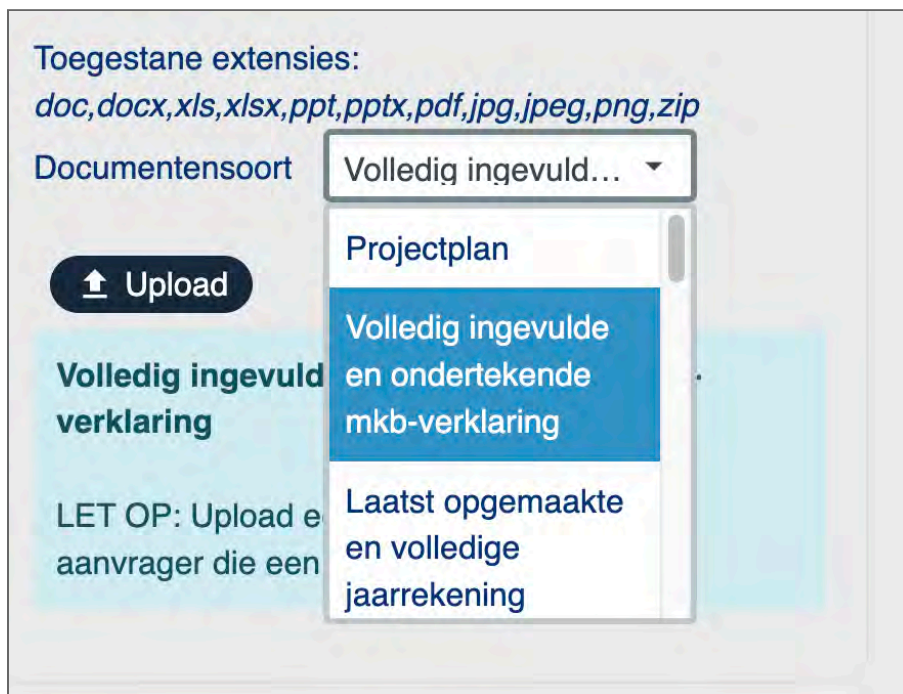 Toegestane extensies:
doc,docx,xls,xlsx,ppt,pptx,pdf,jpg,jpeg,png,zip
Documentensoort
Volledig ingevuld...
Projectplan
Volledig ingevulde
en ondertekende
mkb-verklaring
Laatst opgemaakte
en volledige
jaarrekening
Upload
Volledig ingevuld
verklaring
LET OP: Upload
aanvrager die een